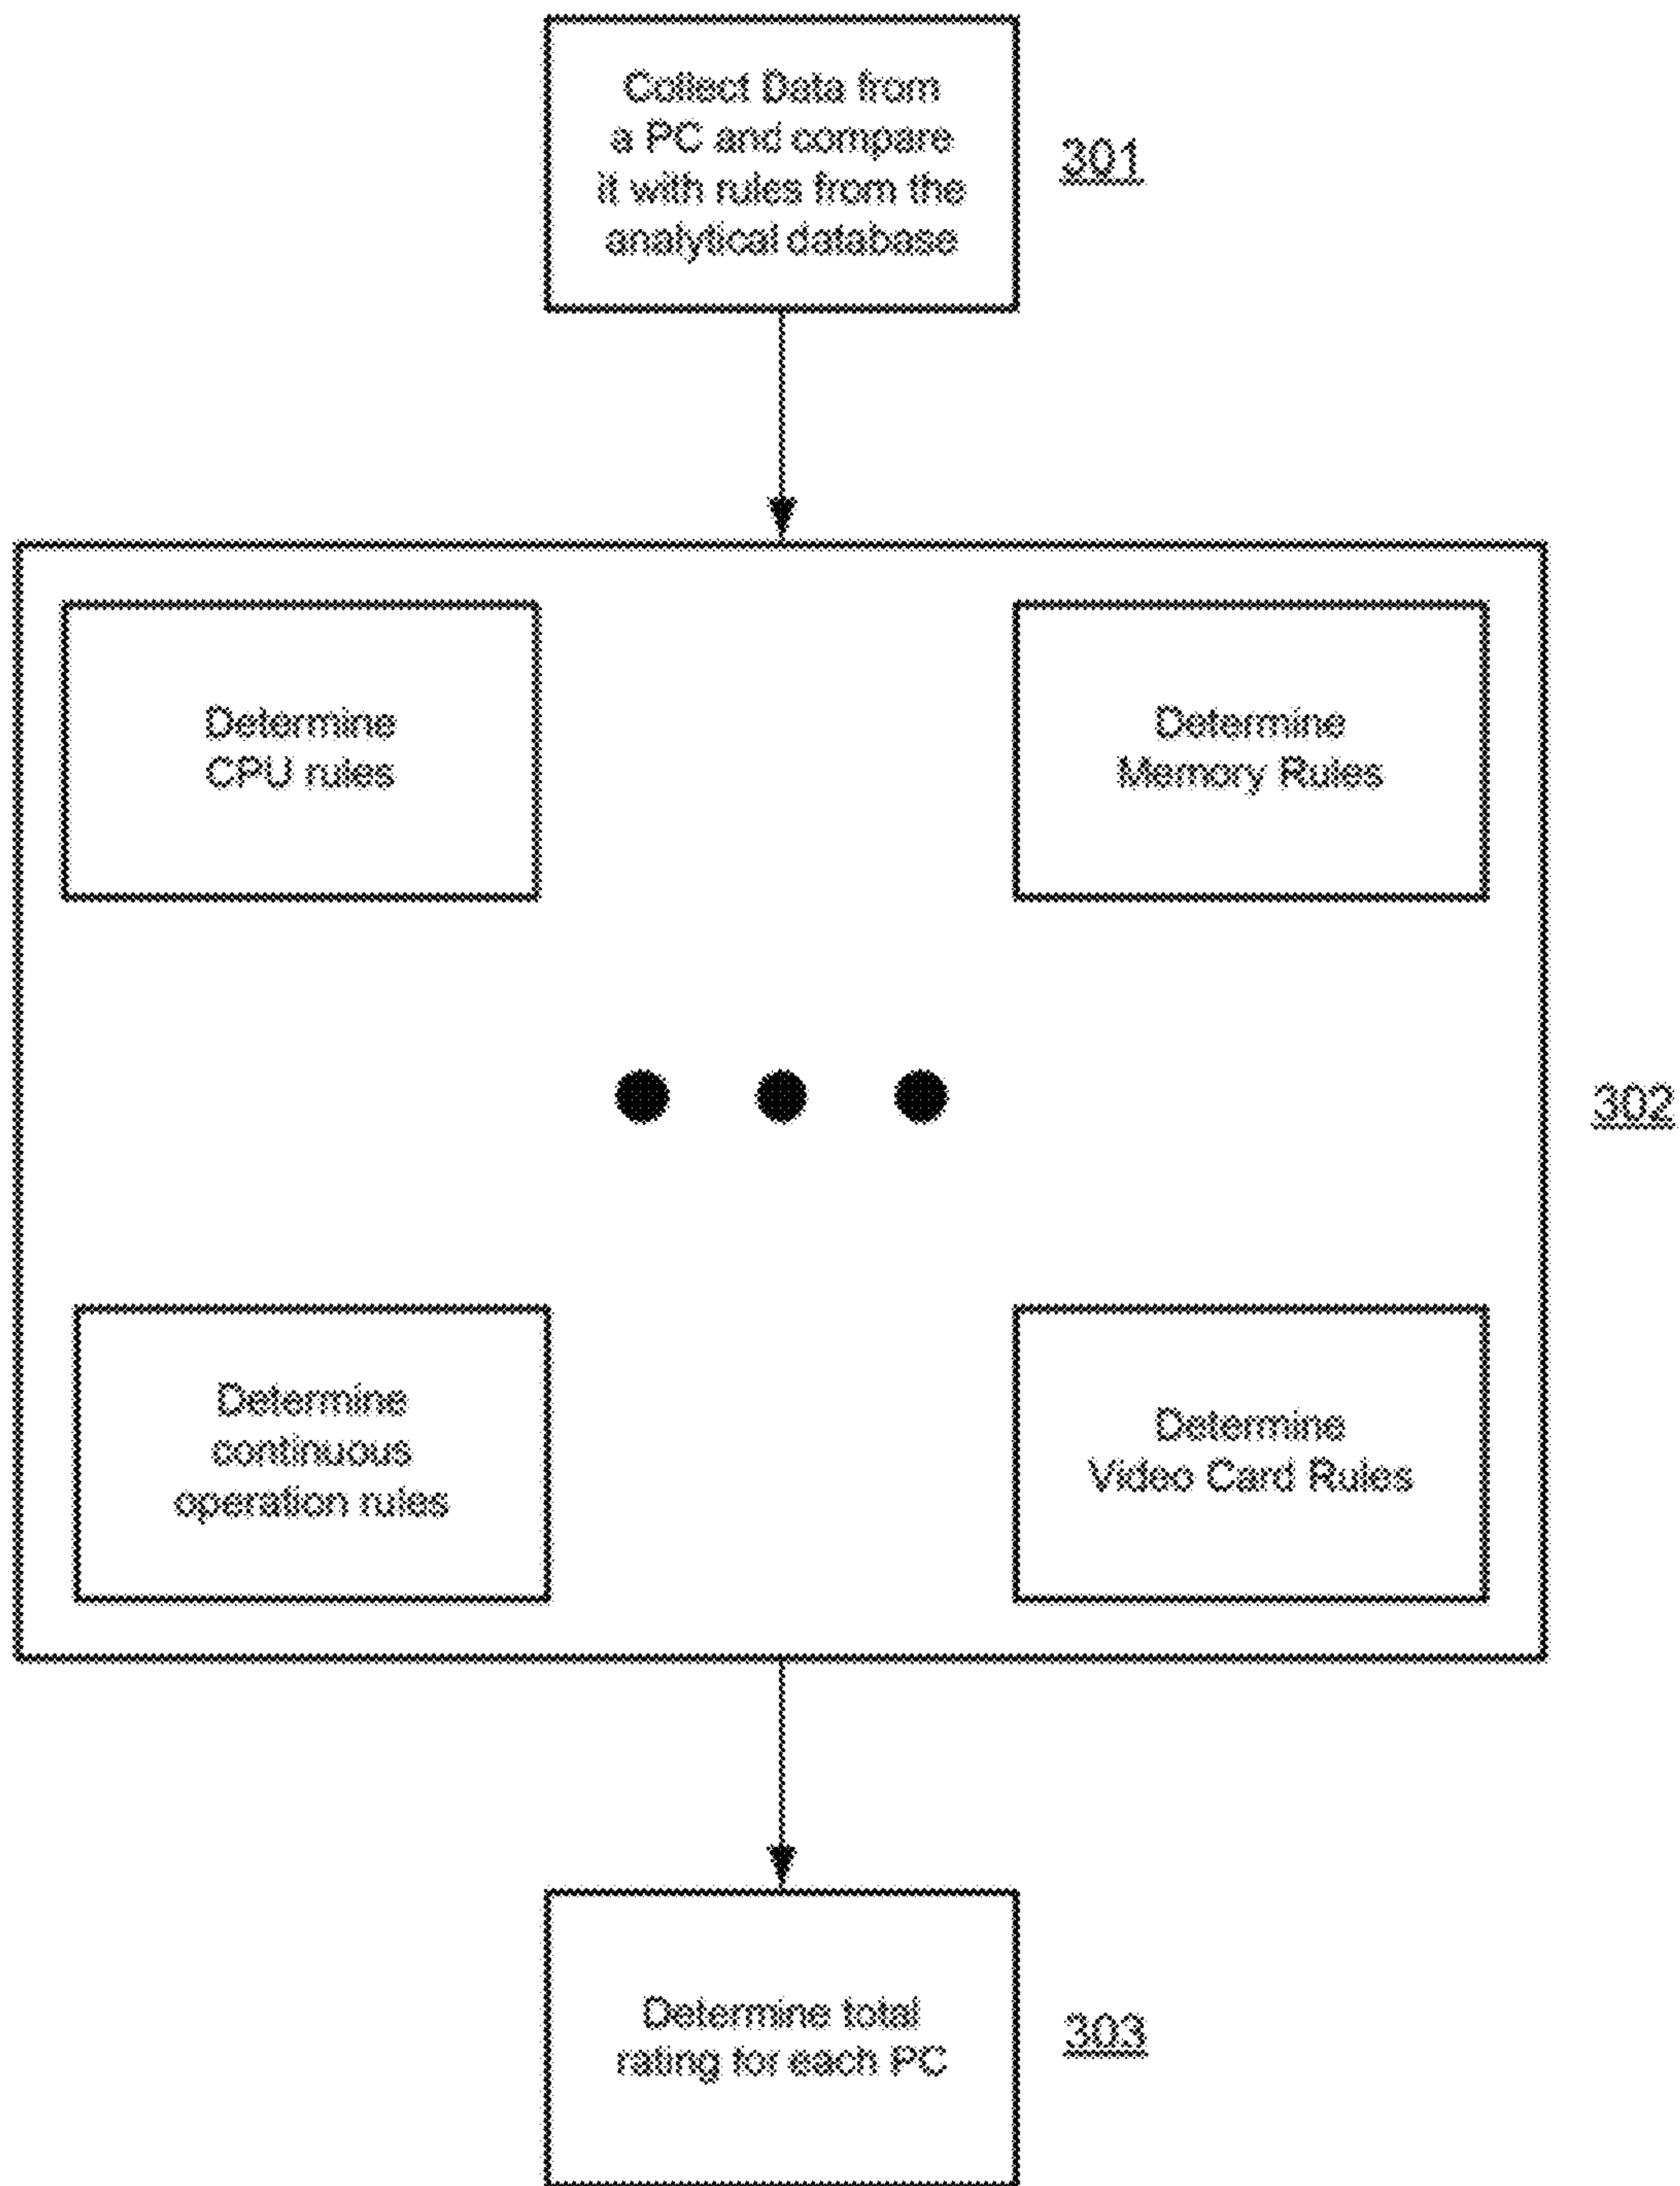 Collect Data from
a PC and compare
it with rules from the
analytical database
301
Determine
CPU rules
Determine
Memory Rules
302
Determine
continuous
operation rules
Determine
Video Card Rules
Determine total
rating for each PC
303